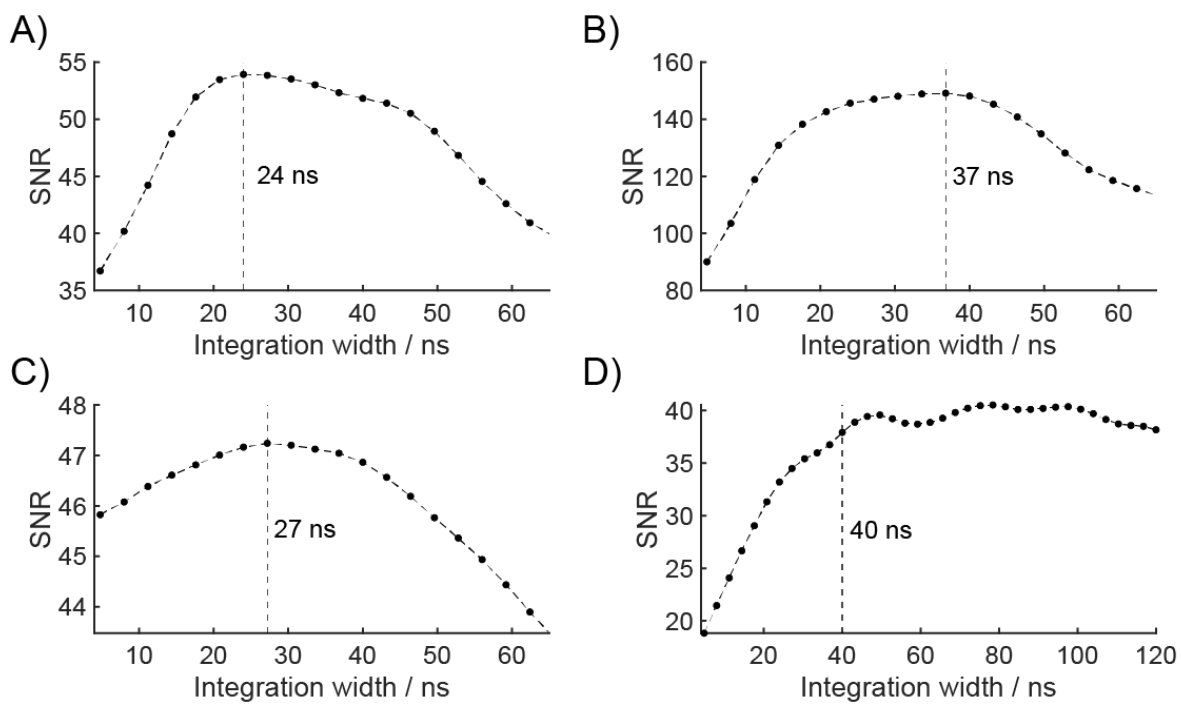 A)
55
50
45
40
35
SNR
24 ns
10 20 30 40 50 60
Integration width / ns
B)
160
140
120
100
80
SNR
37 ns
10 20 30 40 50 60
Integration width / ns
C)
48
47
46
45
44
SNR
27 ns
10 20 30 40 50 60
Integration width / ns
D)
40
35
30
25
20
SNR
40 ns
20 40 60 80 100 120
Integration width / ns